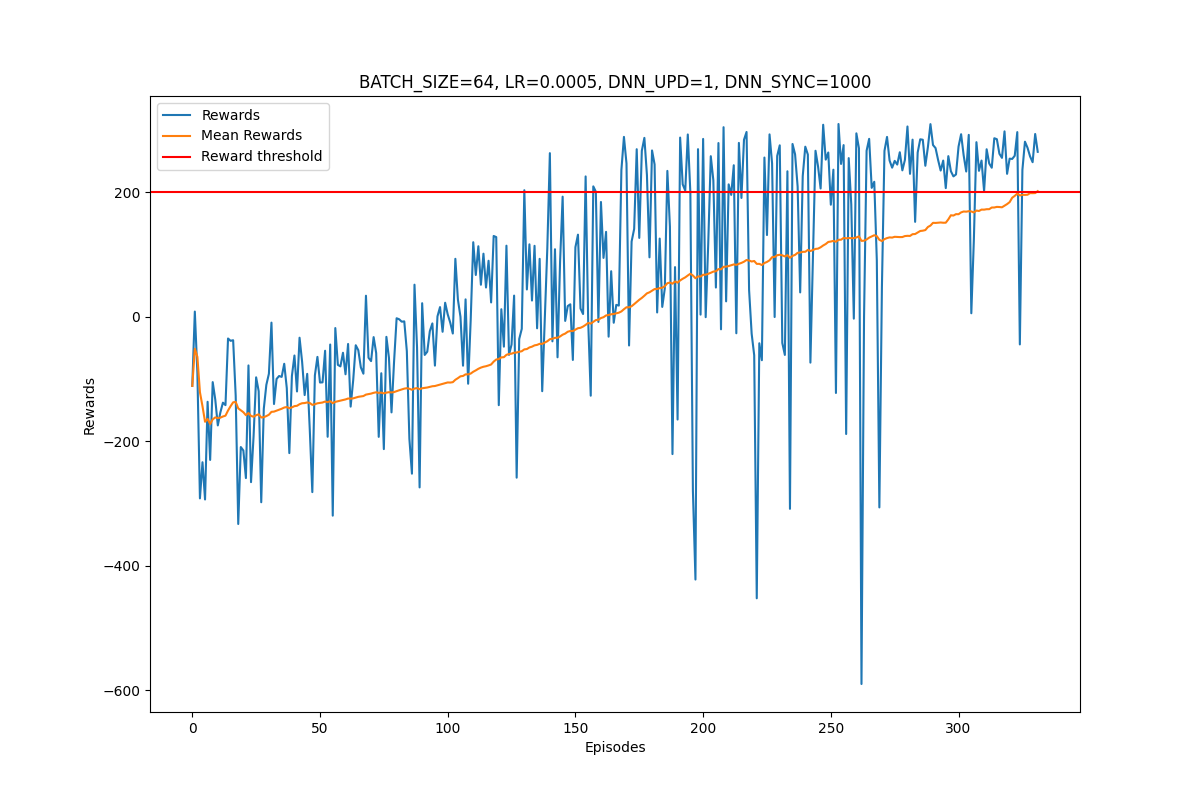 BATCH_SIZE=64, LR=0.0005, DNN_UPD=1, DNN_SYNC=1000
Rewards
Mean Rewards
Reward threshold
200
0
−200
−400
−600
Rewards
0
50
100
150
200
250
300
Episodes